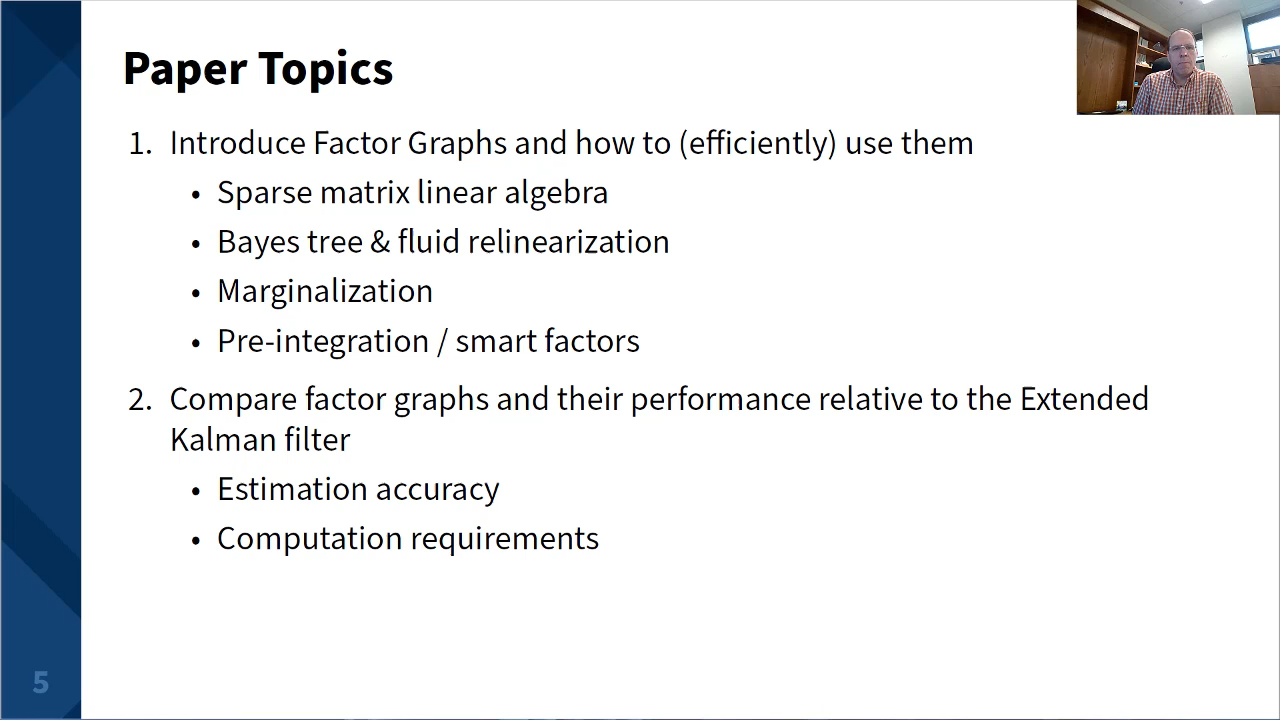 Paper Topics
1. Introduce Factor Graphs and how to (efficiently) use them
• Sparse matrix linear algebra
• Bayes tree & fluid relinearization
• Marginalization
• Pre-integration / smart factors
2. Compare factor graphs and their performance relative to the Extended
Kalman filter
• Estimation accuracy
• Computation requirements
5